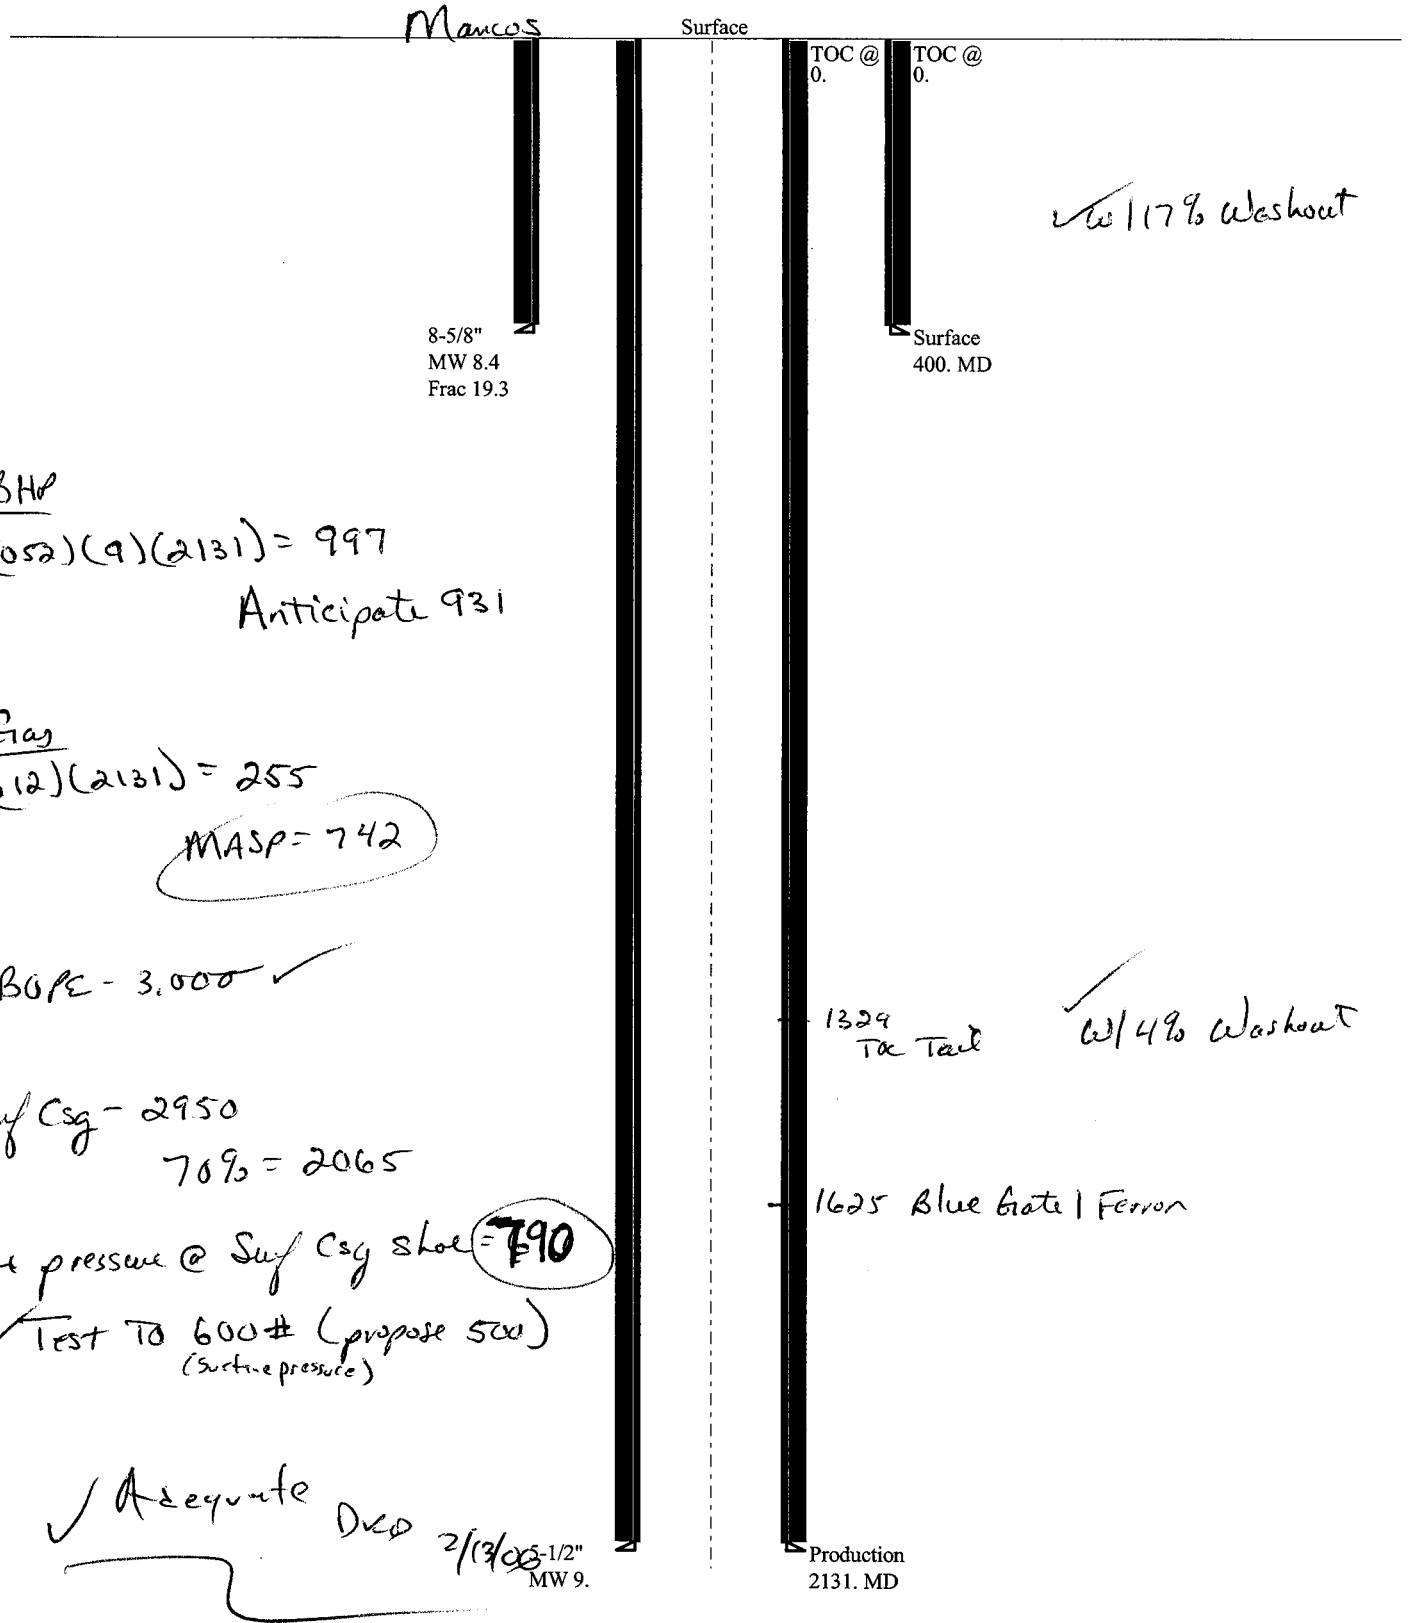 Mancos
Surface
TOC @
0.
TOC @
0.
w/17% Washout
8-5/8"
MW 8.4
Frac 19.3
Surface
400. MD
BHP
052)(9)(2131)= 997
Anticipate 931
Gas
.12)(2131)= 255
MASP= 742
BOPE - 3,000 ✓
1329
TOC Tail
w/ 4% Washout
Surf Csg - 2950
70% = 2065
1625 Blue Gate / Ferron
pressure @ Surf Csg shoe = 790
Test To 600# (propose 500)
(Surface pressure)
✓ Adequate
DKD 2/13/06
5-1/2"
MW 9.
Production
2131. MD